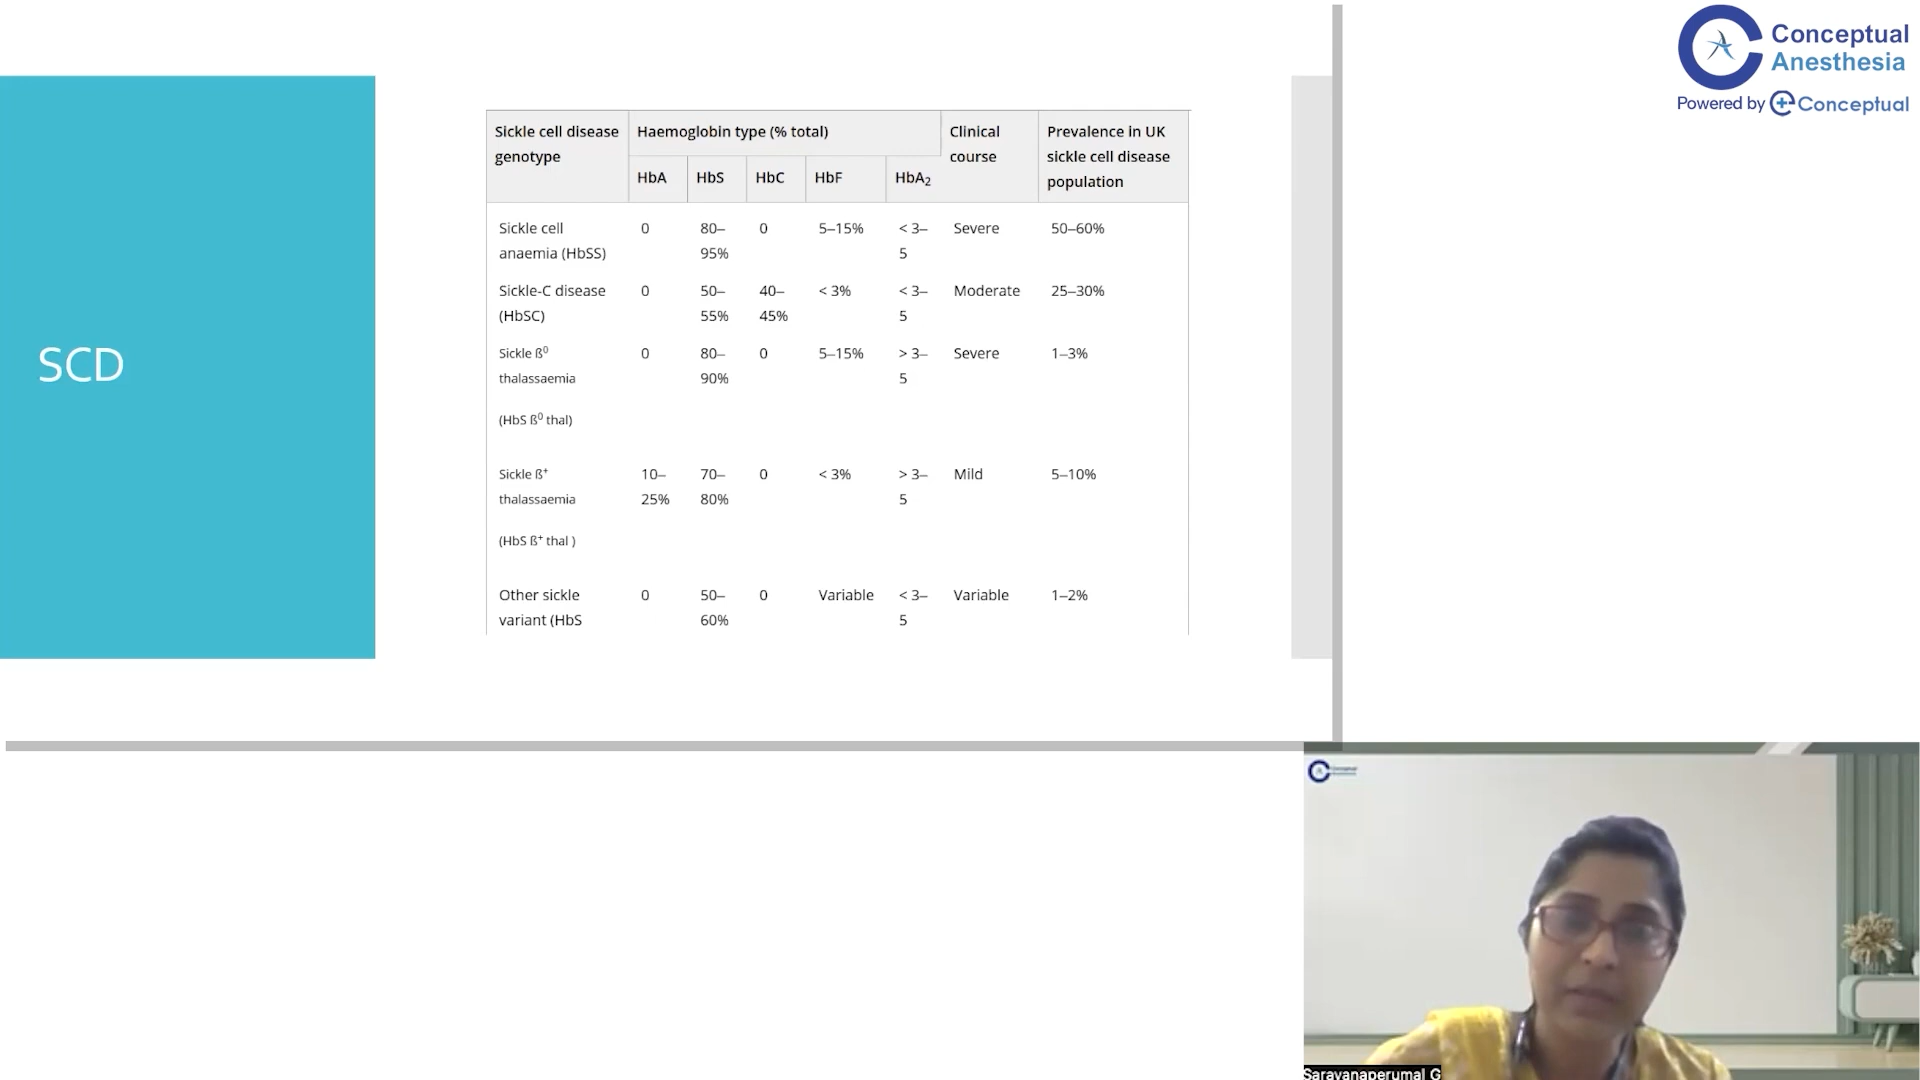 Conceptual
Anesthesia
Powered by Conceptual
SCD
Sickle cell disease genotype
Haemoglobin type (% total)
Clinical course
Prevalence in UK sickle cell disease population
HbA HbS HbC HbF HbA₂
Sickle cell 0 80– 0 5–15% < 3– Severe 50–60%
anaemia (HbSS) 95% 5
Sickle-C disease 0 50– 40– < 3% < 3– Moderate 25–30%
(HbSC) 55% 45% 5
Sickle ß⁰ 0 80– 0 5–15% > 3– Severe 1–3%
thalassaemia 90% 5
(HbS ß⁰ thal)
Sickle ß⁺ 10– 70– 0 < 3% > 3– Mild 5–10%
thalassaemia 25% 80% 5
(HbS ß⁺ thal )
Other sickle 0 50– 0 Variable < 3– Variable 1–2%
variant (HbS 60% 5
Saravanaperumal G